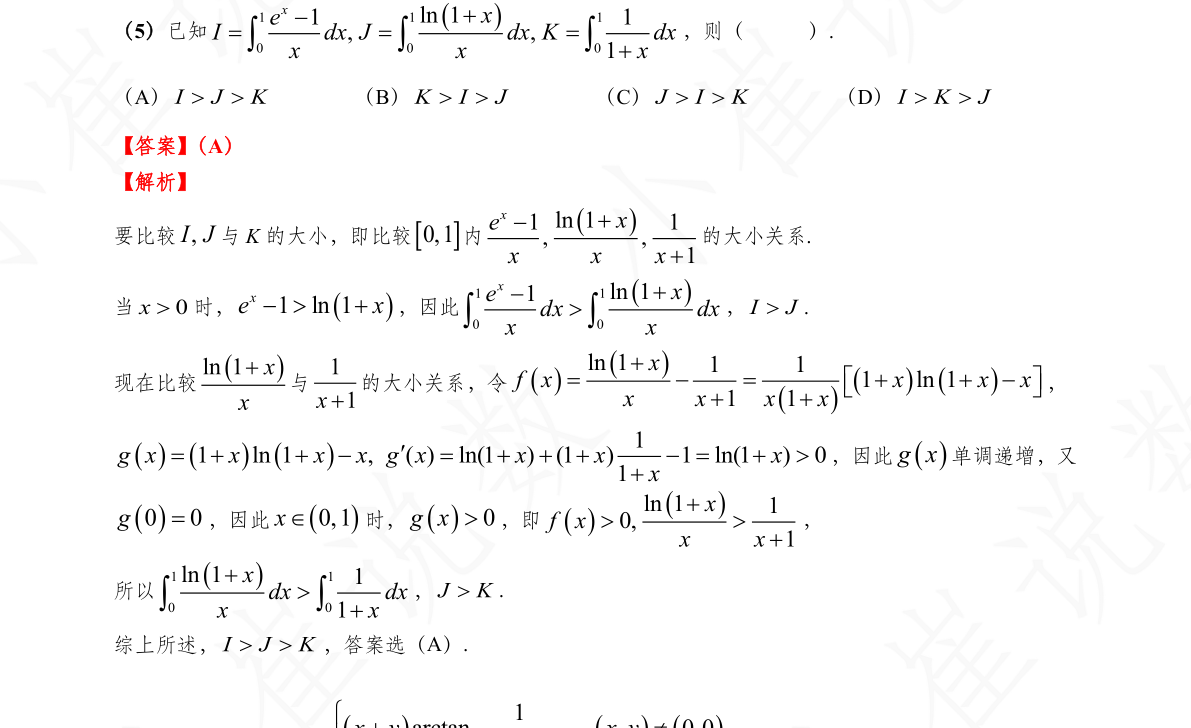 （5）已知 I = ∫₀¹ (eˣ − 1)/x dx, J = ∫₀¹ ln(1 + x)/x dx, K = ∫₀¹ 1/(1 + x) dx ，则（　　）.
（A） I > J > K （B） K > I > J （C） J > I > K （D） I > K > J
【答案】（A）
【解析】
要比较 I, J 与 K 的大小，即比较 [0,1] 内 (eˣ − 1)/x , ln(1 + x)/x , 1/(x + 1) 的大小关系.
当 x > 0 时， eˣ − 1 > ln(1 + x) ，因此 ∫₀¹ (eˣ − 1)/x dx > ∫₀¹ ln(1 + x)/x dx ， I > J .
现在比较 ln(1 + x)/x 与 1/(x + 1) 的大小关系，令 f(x) = ln(1 + x)/x − 1/(x + 1) = 1/(x(1 + x)) [(1 + x)ln(1 + x) − x] ，
g(x) = (1 + x)ln(1 + x) − x, g′(x) = ln(1 + x) + (1 + x) 1/(1 + x) − 1 = ln(1 + x) > 0 ，因此 g(x) 单调递增，又
g(0) = 0 ，因此 x ∈ (0,1) 时， g(x) > 0 ，即 f(x) > 0, ln(1 + x)/x > 1/(x + 1) ，
所以 ∫₀¹ ln(1 + x)/x dx > ∫₀¹ 1/(1 + x) dx ， J > K .
综上所述， I > J > K ，答案选（A）.
小崔说数